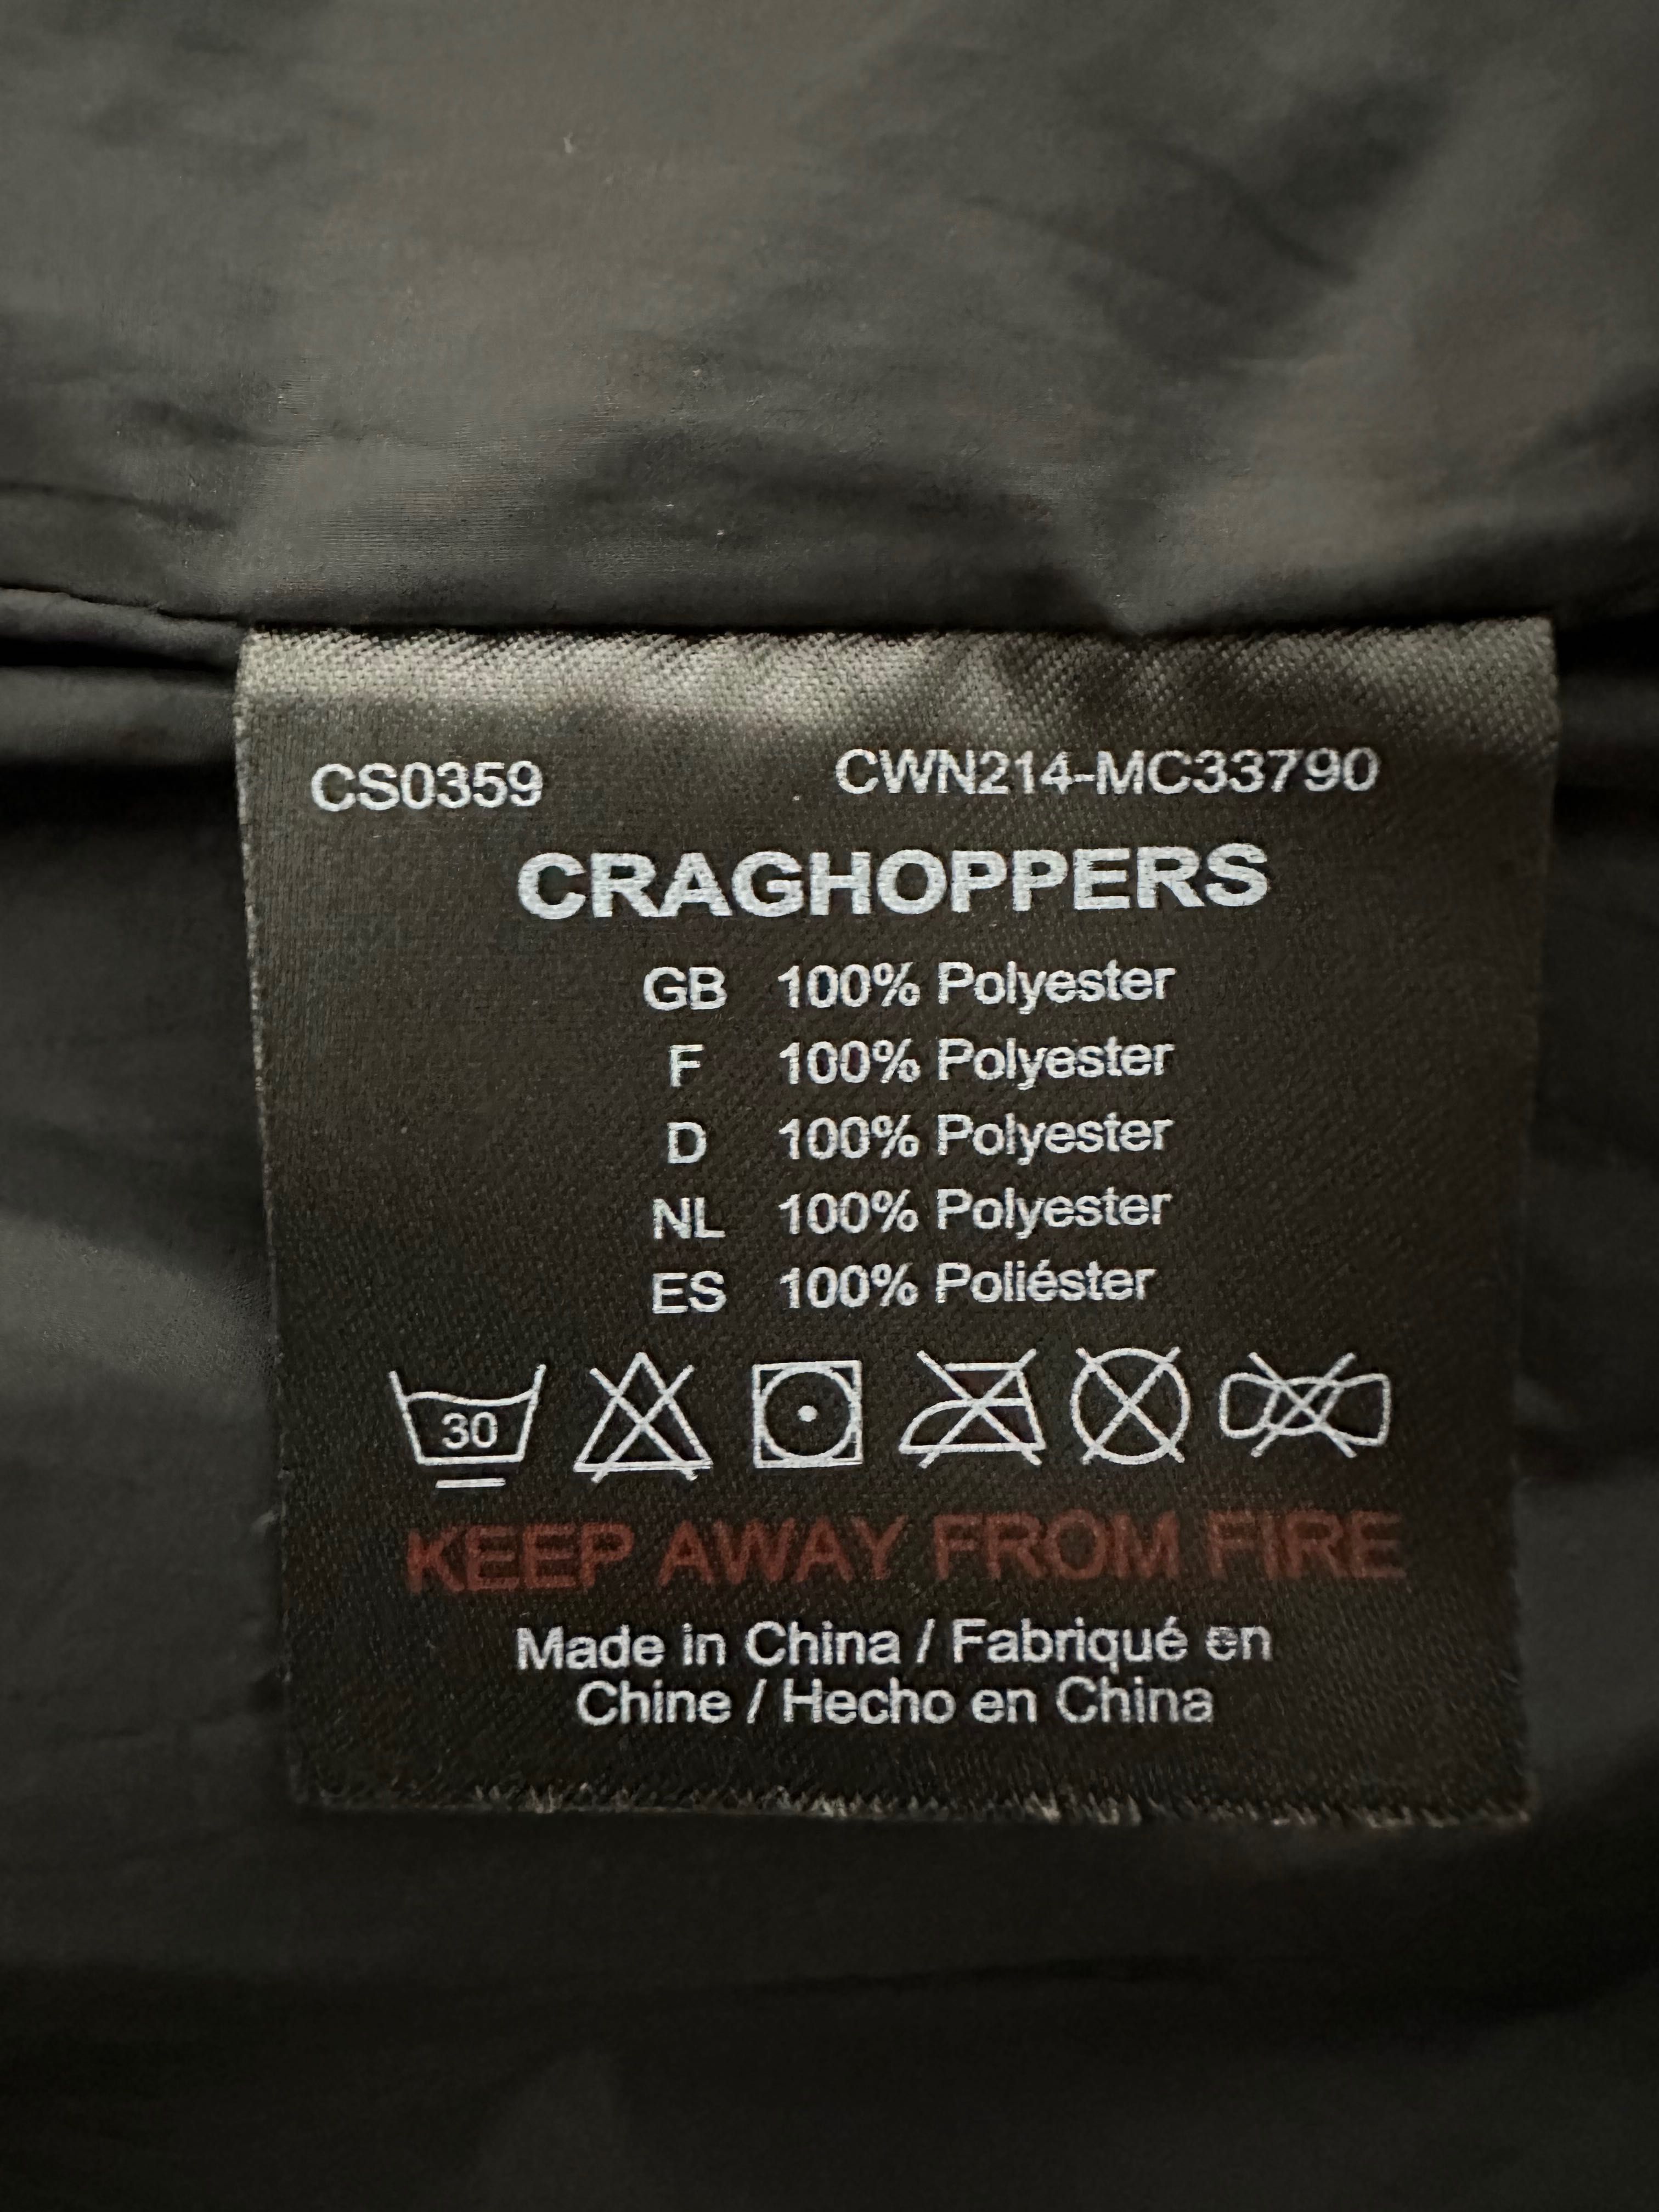 CS0359 CWN214-MC33790
CRAGHOPPERS
GB 100% Polyester
F 100% Polyester
D 100% Polyester
NL 100% Polyester
ES 100% Poliéster
30
KEEP AWAY FROM FIRE
Made in China / Fabriqué en
Chine / Hecho en China